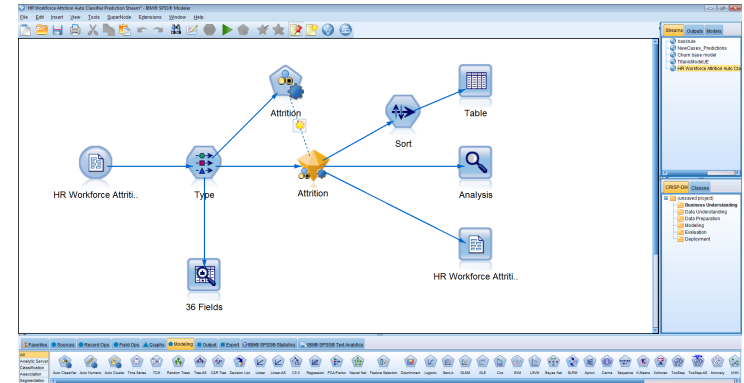 HR Workforce Attrition Auto Classifier Prediction Stream* - IBM® SPSS® Modeler
File Edit Insert View Tools SuperNode Extensions Window Help
Streams Outputs Models
baskrule
NewCases_Predictions
Churn base model
TitanicModelUE
HR Workforce Attrition Auto Cla
Attrition
Table
Sort
HR Workforce Attriti..
Type
Attrition
Analysis
HR Workforce Attriti..
36 Fields
CRISP-DM Classes
(unsaved project)
Business Understanding
Data Understanding
Data Preparation
Modeling
Evaluation
Deployment
Favorites Sources Record Ops Field Ops Graphs Modeling Output Export IBM® SPSS® Statistics IBM® SPSS® Text Analytics
All
Analytic Server
Classification
Association
Segmentation
Auto Classifier Auto Numeric Auto Cluster Time Series TCM Random Trees Tree-AS C&R Tree Decision List Linear Linear-AS C5.0 Regression PCA/Factor Neural Net Feature Selection Discriminant Logistic GenLin GLMM GLE Cox SVM LSVM Bayes Net SLRM Apriori Carma Sequence K-Means Kohonen TwoStep TwoStep-AS Anomaly KNN